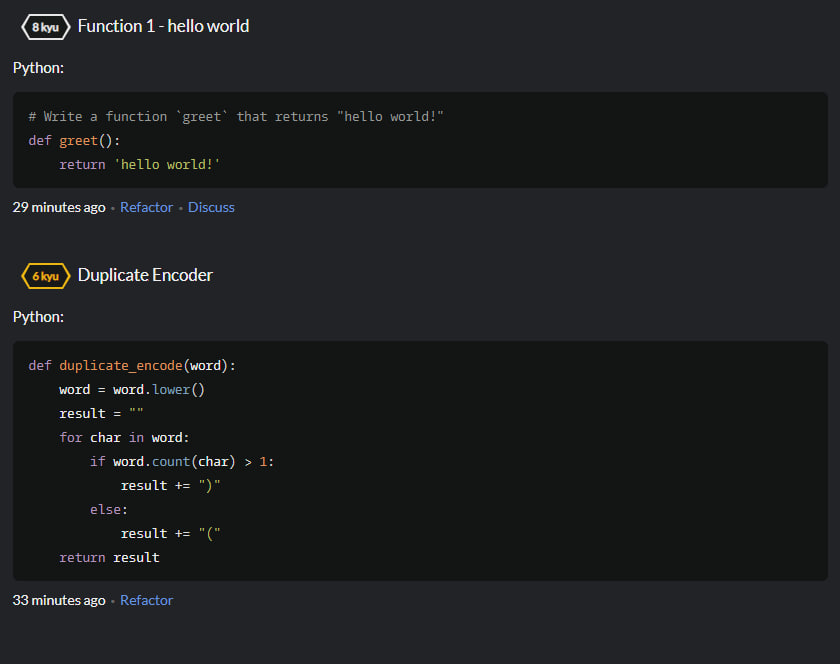 8 kyu Function 1 - hello world
Python:
# Write a function `greet` that returns "hello world!"
def greet():
    return 'hello world!'
29 minutes ago • Refactor • Discuss
6 kyu Duplicate Encoder
Python:
def duplicate_encode(word):
    word = word.lower()
    result = ""
    for char in word:
        if word.count(char) > 1:
            result += ")"
        else:
            result += "("
    return result
33 minutes ago • Refactor